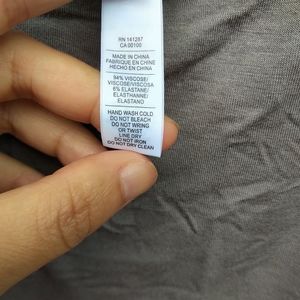 RN 141287
CA 00100
MADE IN CHINA
FABRIQUE EN CHINE
HECHO EN CHINA
94% VISCOSE/
VISCOSE/VISCOSA
6% ELASTANE/
ELASTHANNE/
ELASTANO
HAND WASH COLD
DO NOT BLEACH
DO NOT WRING
OR TWIST
LINE DRY
DO NOT IRON
DO NOT DRY CLEAN